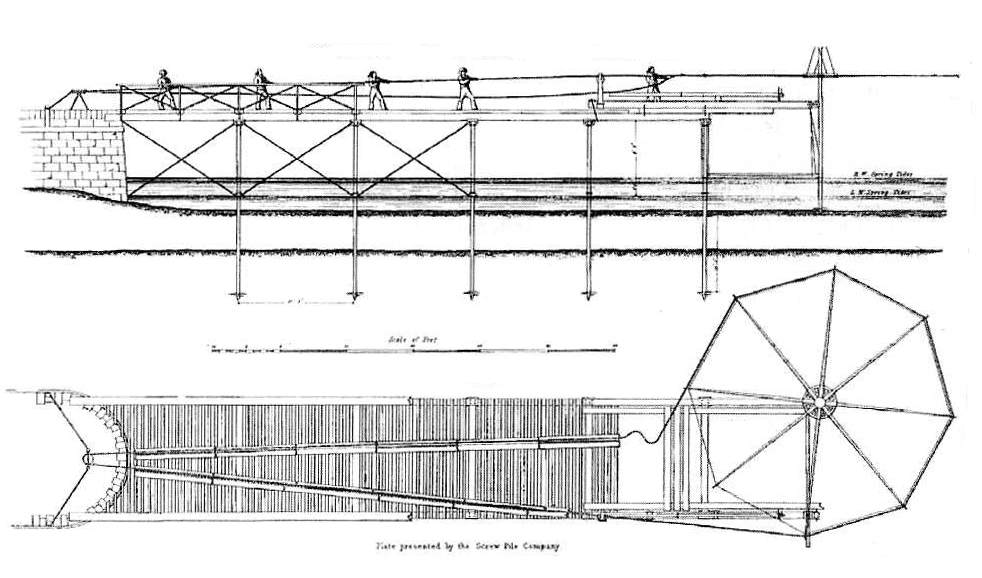 H.W. Spring Tides
L.W. Spring Tides
Scale of Feet
Plate presented by the Screw Pile Company